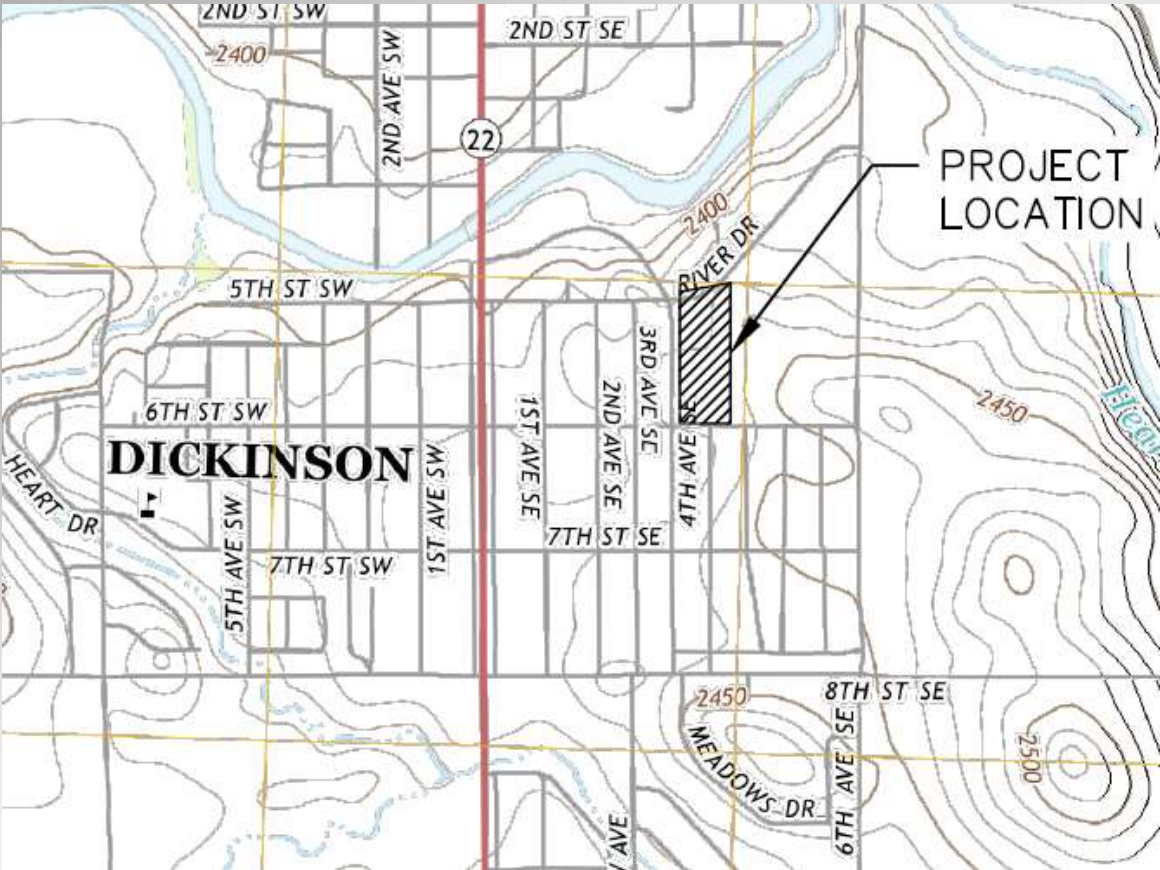 2ND ST SW
2ND ST SE
2400
2ND AVE SW
22
PROJECT
LOCATION
2400
RIVER DR
5TH ST SW
3RD AVE SE
2450
1ST AVE SE
2ND AVE SE
6TH ST SW
4TH AVE SE
DICKINSON
Hear
HEART DR
1ST AVE SW
5TH AVE SW
7TH ST SE
7TH ST SW
2450
8TH ST SE
MEADOWS DR
6TH AVE SE
2500
AVE